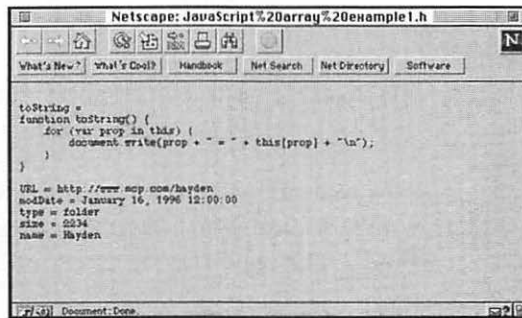 Netscape: JavaScript%20array%20example1.h
N
What's New? What's Cool? Handbook Net Search Net Directory Software
toString =
function toString() {
for (var prop in this) {
document.write(prop + " = " + this[prop] + "\n");
}
}
URL = http://www.mcp.com/hayden
modDate = January 16, 1996 12:00:00
type = folder
size = 2234
name = Hayden
Document: Done.
?